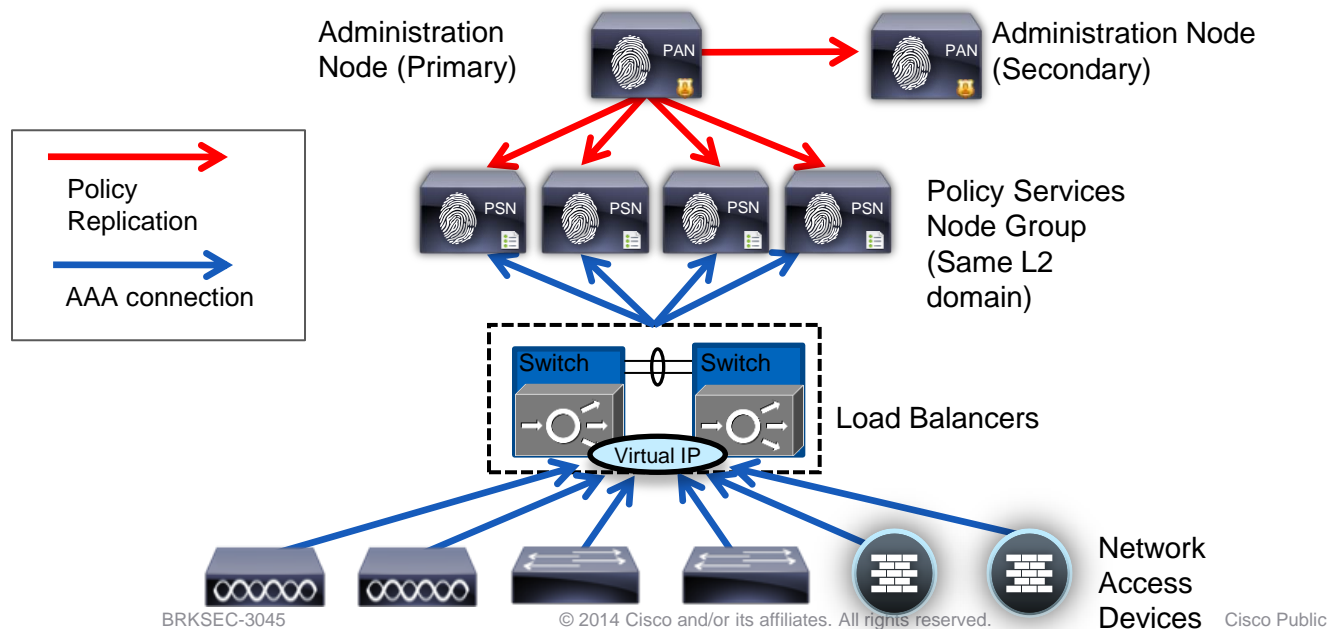 Administration
Node (Primary)
PAN
PAN
Administration Node
(Secondary)
Policy
Replication
AAA connection
PSN
PSN
PSN
PSN
Policy Services
Node Group
(Same L2
domain)
Switch
Switch
Load Balancers
Virtual IP
Network
Access
Devices
BRKSEC-3045
© 2014 Cisco and/or its affiliates. All rights reserved.
Cisco Public